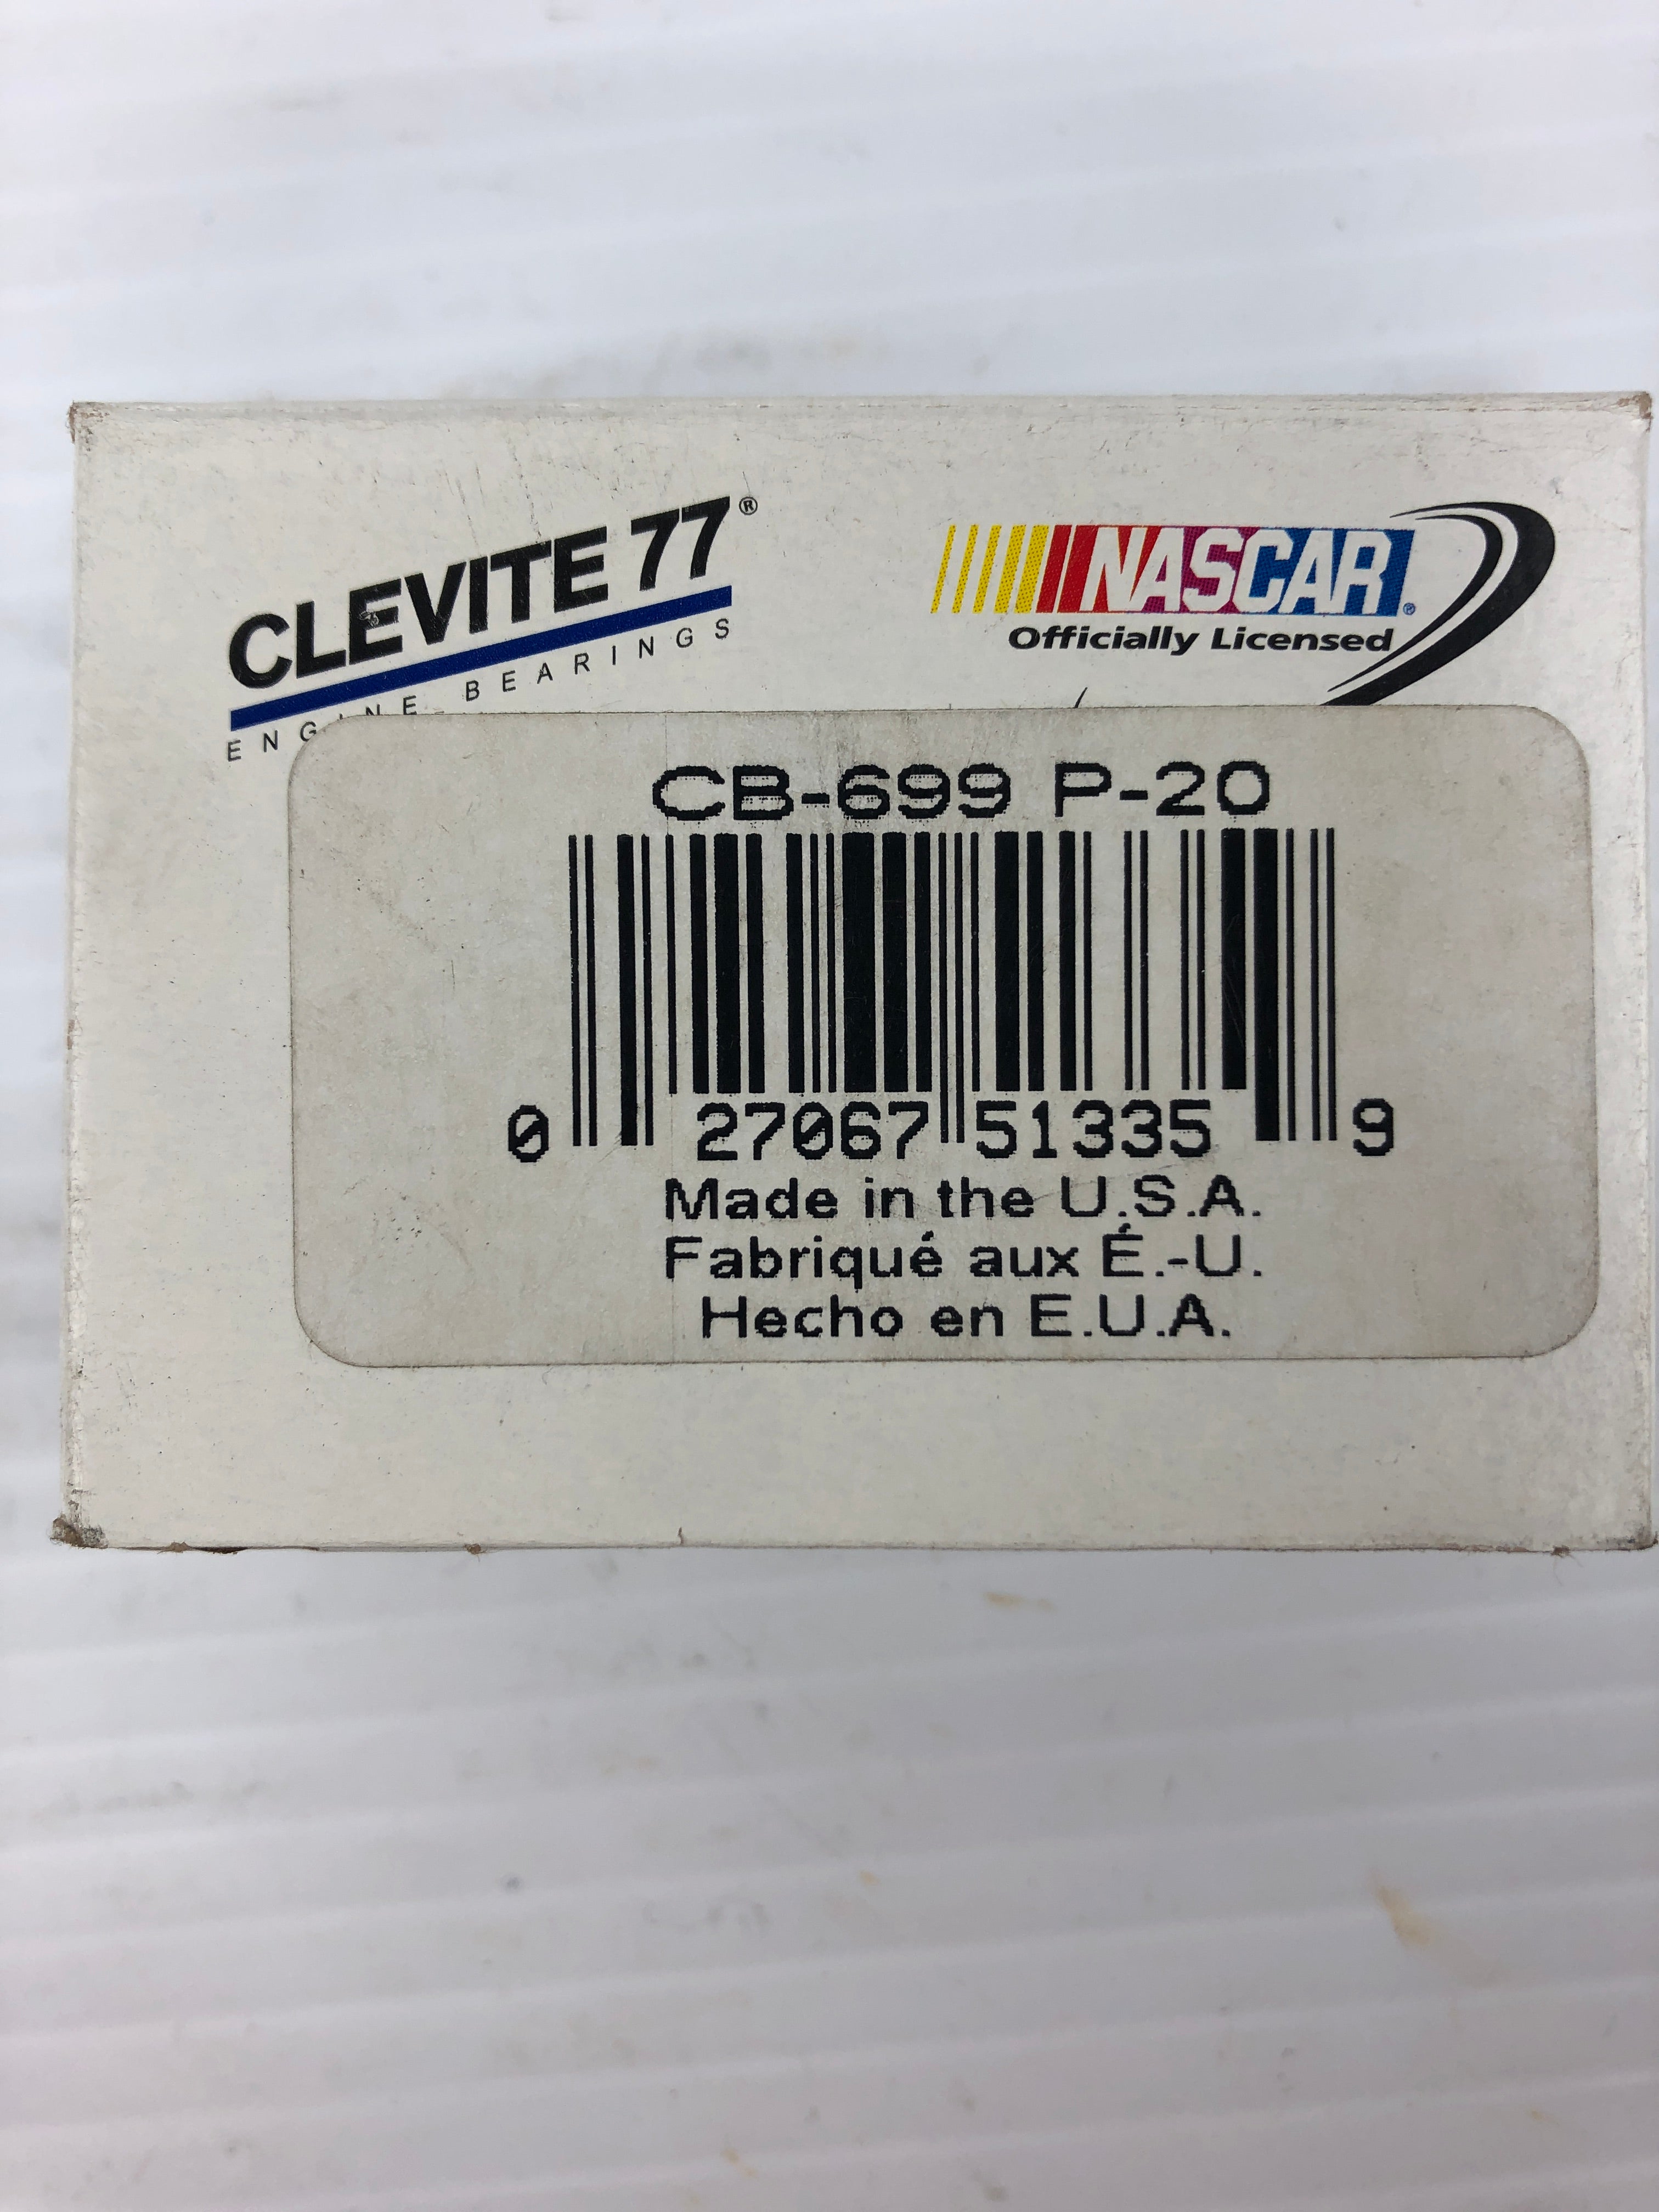 CLEVITE 77®
ENGINE BEARINGS
NASCAR®
Officially Licensed
CB-699 P-20
0 27067 51335 9
Made in the U.S.A.
Fabriqué aux É.-U.
Hecho en E.U.A.